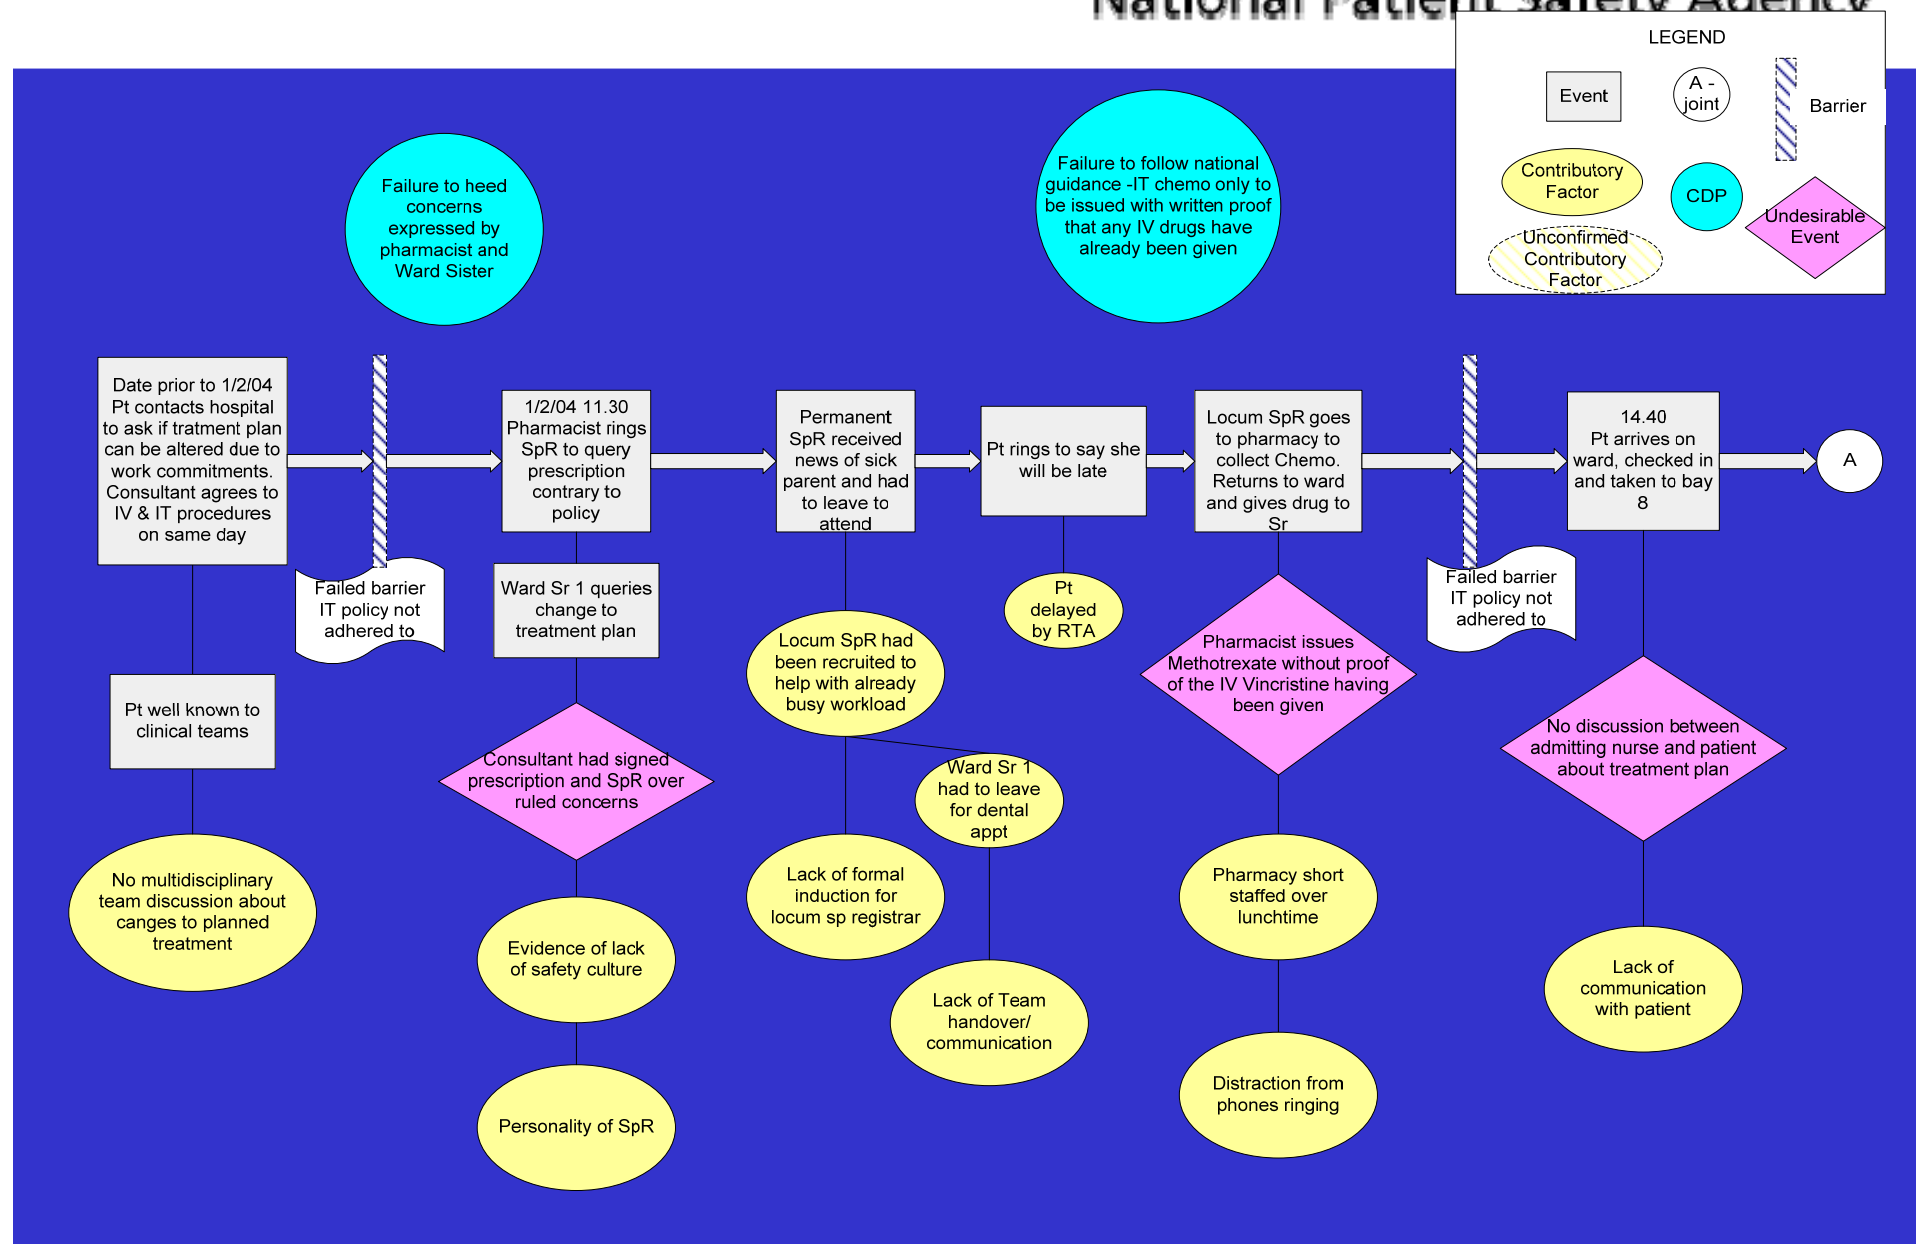 National Patient Safety Agency
LEGEND
Event
A -
joint
Barrier
Contributory
Factor
CDP
Undesirable
Event
Unconfirmed
Contributory
Factor
Failure to heed
concerns
expressed by
pharmacist and
Ward Sister
Failure to follow national
guidance -IT chemo only to
be issued with written proof
that any IV drugs have
already been given
Date prior to 1/2/04
Pt contacts hospital
to ask if tratment plan
can be altered due to
work commitments.
Consultant agrees to
IV & IT procedures
on same day
1/2/04 11.30
Pharmacist rings
SpR to query
prescription
contrary to
policy
Permanent
SpR received
news of sick
parent and had
to leave to
attend
Pt rings to say she
will be late
Locum SpR goes
to pharmacy to
collect Chemo.
Returns to ward
and gives drug to
Sr
14.40
Pt arrives on
ward, checked in
and taken to bay
8
A
Failed barrier
IT policy not
adhered to
Ward Sr 1 queries
change to
treatment plan
Pt
delayed
by RTA
Failed barrier
IT policy not
adhered to
Locum SpR had
been recruited to
help with already
busy workload
Pharmacist issues
Methotrexate without proof
of the IV Vincristine having
been given
Pt well known to
clinical teams
Consultant had signed
prescription and SpR over
ruled concerns
Ward Sr 1
had to leave
for dental
appt
No discussion between
admitting nurse and patient
about treatment plan
No multidisciplinary
team discussion about
canges to planned
treatment
Evidence of lack
of safety culture
Lack of formal
induction for
locum sp registrar
Pharmacy short
staffed over
lunchtime
Lack of Team
handover/
communication
Lack of
communication
with patient
Personality of SpR
Distraction from
phones ringing